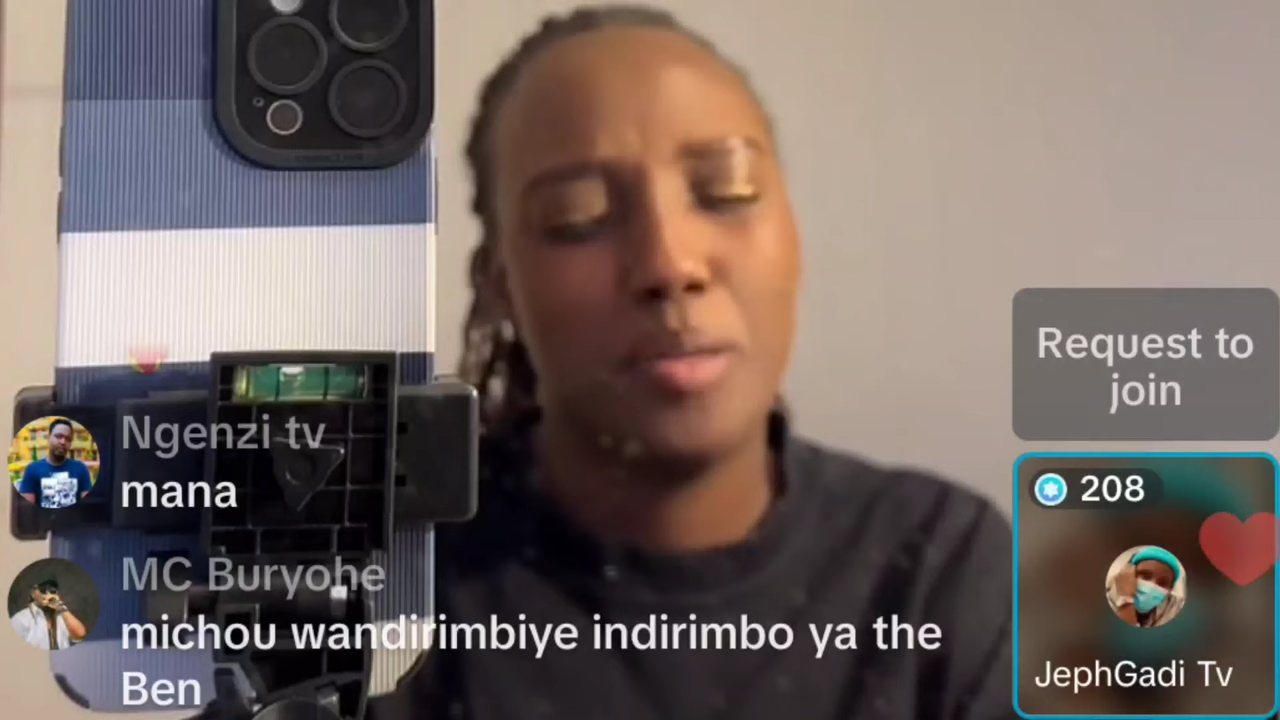 Ngenzi tv
mana
MC Buryohe
michou wandirimbiye indirimbo ya the
Ben
Request to
join
208
JephGadi Tv